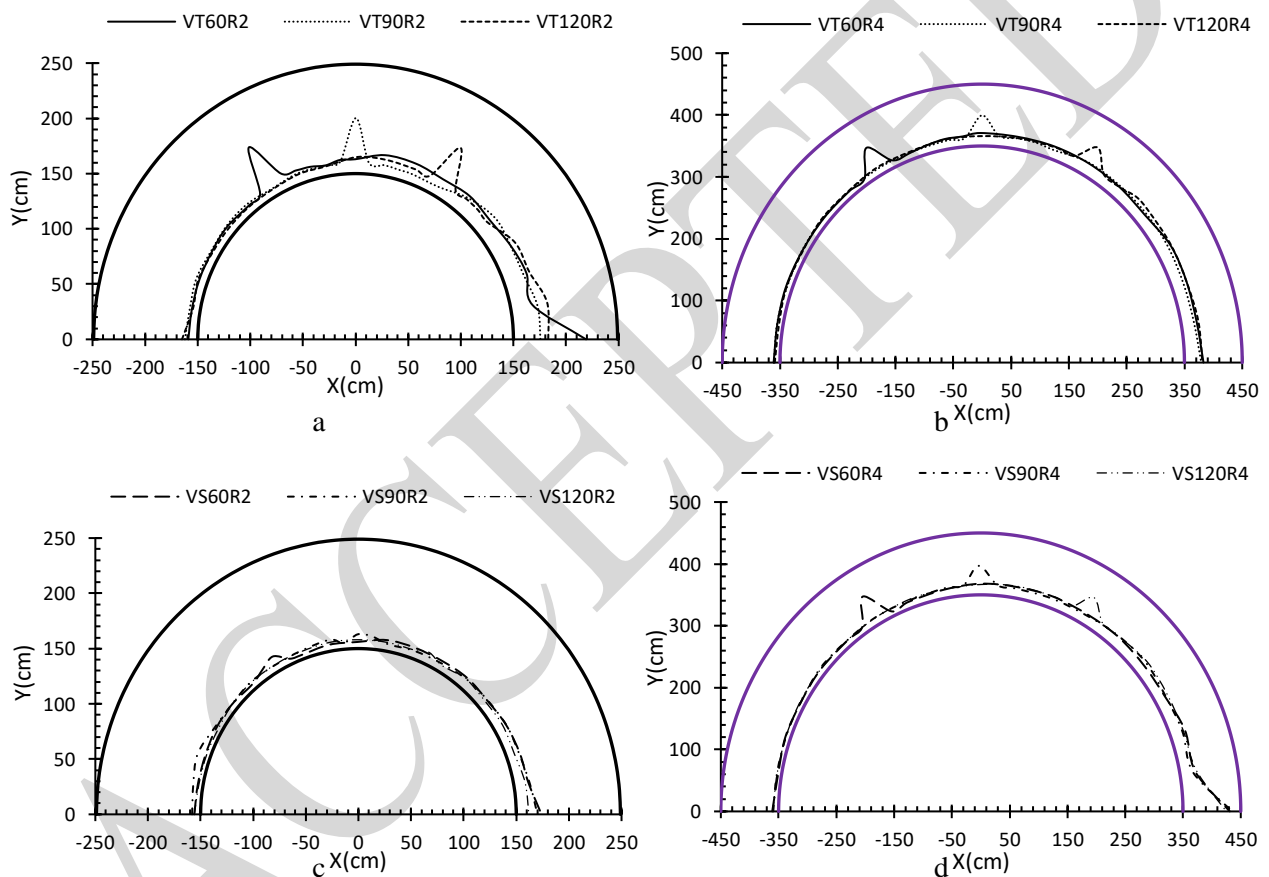 VT60R2 VT90R2 VT120R2
250
200
150
100
50
0
Y(cm)
-250 -200 -150 -100 -50 0 50 100 150 200 250
X(cm)
a
VT60R4 VT90R4 VT120R4
500
400
300
200
100
0
Y(cm)
-450 -350 -250 -150 -50 50 150 250 350 450
X(cm)
b
VS60R2 VS90R2 VS120R2
250
200
150
100
50
0
Y(cm)
-250 -200 -150 -100 -50 0 50 100 150 200 250
X(cm)
c
VS60R4 VS90R4 VS120R4
500
400
300
200
100
0
Y(cm)
-450 -350 -250 -150 -50 50 150 250 350 450
X(cm)
d
ACCEPTED